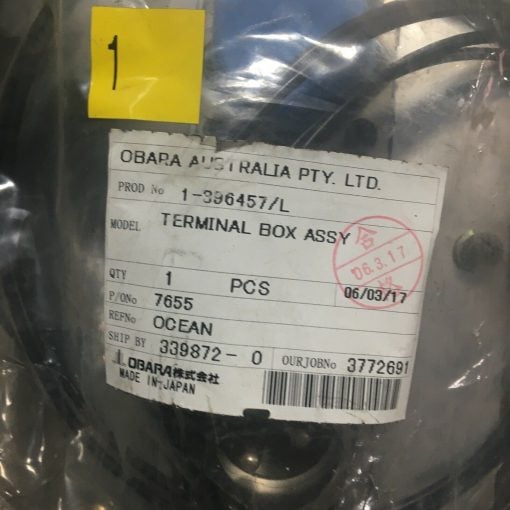 1
OBARA AUSTRALIA PTY. LTD.
PROD No 1-396457/L
MODEL TERMINAL BOX ASSY
合
'06.3.17
格
QTY 1 PCS 06/03/17
P/ONo 7655
REFNo OCEAN
SHIP BY 339872-0 OURJOBNo 3772691
OBARA株式会社
MADE IN JAPAN